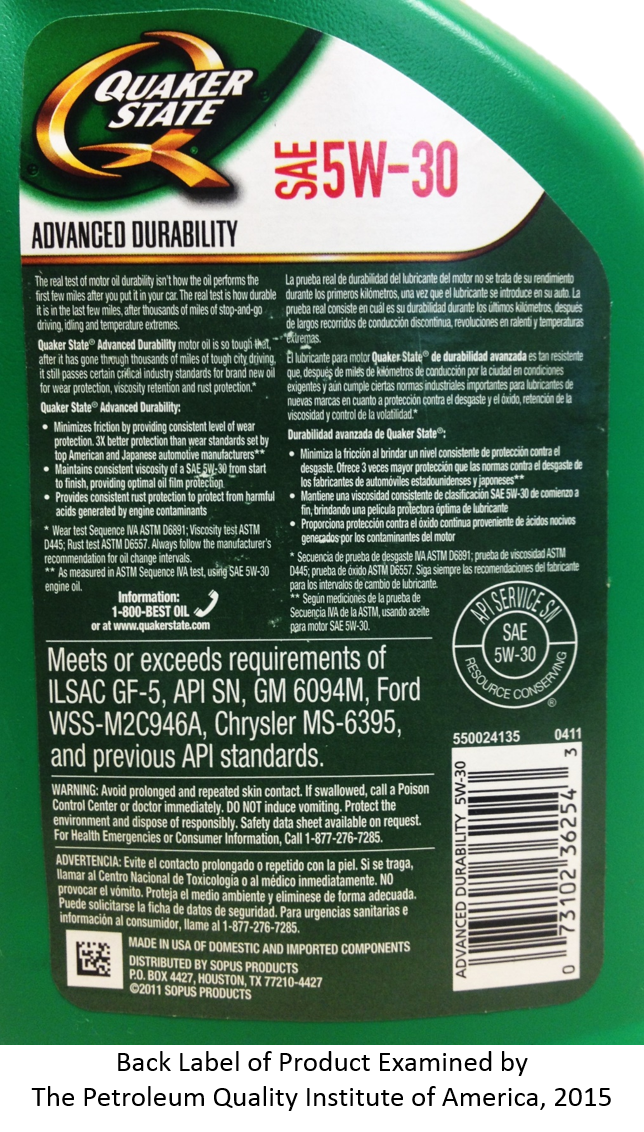 QUAKER
STATE
SAE 5W-30
ADVANCED DURABILITY
The real test of motor oil durability isn't how the oil performs the
first few miles after you put it in your car. The real test is how durable
it is in the last few miles, after thousands of miles of stop-and-go
driving, idling and temperature extremes.
Quaker State® Advanced Durability motor oil is so tough that,
after it has gone through thousands of miles of tough city driving,
it still passes certain critical industry standards for brand new oil
for wear protection, viscosity retention and rust protection.*
Quaker State® Advanced Durability:
• Minimizes friction by providing consistent level of wear
protection. 3X better protection than wear standards set by
top American and Japanese automotive manufacturers**
• Maintains consistent viscosity of a SAE 5W-30 from start
to finish, providing optimal oil film protection
• Provides consistent rust protection to protect from harmful
acids generated by engine contaminants
* Wear test Sequence IVA ASTM D6891; Viscosity test ASTM
D445; Rust test ASTM D6557. Always follow the manufacturer's
recommendation for oil change intervals.
** As measured in ASTM Sequence IVA test, using SAE 5W-30
engine oil.
Information:
1-800-BEST OIL
or at www.quakerstate.com
La prueba real de durabilidad del lubricante del motor no se trata de su rendimiento
durante los primeros kilómetros, una vez que el lubricante se introduce en su auto. La
prueba real consiste en cuál es su durabilidad durante los últimos kilómetros, después
de largos recorridos de conducción discontinua, revoluciones en ralentí y temperaturas
extremas.
El lubricante para motor Quaker State® de durabilidad avanzada es tan resistente
que, después de miles de kilómetros de conducción por la ciudad en condiciones
exigentes y aún cumple ciertas normas industriales importantes para lubricantes de
nuevas marcas en cuanto a protección contra el desgaste y el óxido, retención de la
viscosidad y control de la volatilidad.*
Durabilidad avanzada de Quaker State®:
• Minimiza la fricción al brindar un nivel consistente de protección contra el
desgaste. Ofrece 3 veces mayor protección que las normas contra el desgaste de
los fabricantes de automóviles estadounidenses y japoneses**
• Mantiene una viscosidad consistente de clasificación SAE 5W-30 de comienzo a
fin, brindando una película protectora óptima de lubricante
• Proporciona protección contra el óxido continua proveniente de ácidos nocivos
generados por los contaminantes del motor
* Secuencia de prueba de desgaste IVA ASTM D6891; prueba de viscosidad ASTM
D445; prueba de óxido ASTM D6557. Siga siempre las recomendaciones del fabricante
para los intervalos de cambio de lubricante.
** Según mediciones de la prueba de
Secuencia IVA de la ASTM, usando aceite
para motor SAE 5W-30.
API SERVICE SN
SAE
5W-30
RESOURCE CONSERVING
®
Meets or exceeds requirements of
ILSAC GF-5, API SN, GM 6094M, Ford
WSS-M2C946A, Chrysler MS-6395,
and previous API standards.
550024135 0411
ADVANCED DURABILITY 5W-30
0 73102 36254 3
WARNING: Avoid prolonged and repeated skin contact. If swallowed, call a Poison
Control Center or doctor immediately. DO NOT induce vomiting. Protect the
environment and dispose of responsibly. Safety data sheet available on request.
For Health Emergencies or Consumer Information, Call 1-877-276-7285.
ADVERTENCIA: Evite el contacto prolongado o repetido con la piel. Si se traga,
llamar al Centro Nacional de Toxicología o al médico inmediatamente. NO
provocar el vómito. Proteja el medio ambiente y elimínese de forma adecuada.
Puede solicitarse la ficha de datos de seguridad. Para urgencias sanitarias e
información al consumidor, llame al 1-877-276-7285.
MADE IN USA OF DOMESTIC AND IMPORTED COMPONENTS
DISTRIBUTED BY SOPUS PRODUCTS
P.O. BOX 4427, HOUSTON, TX 77210-4427
©2011 SOPUS PRODUCTS
Back Label of Product Examined by
The Petroleum Quality Institute of America, 2015